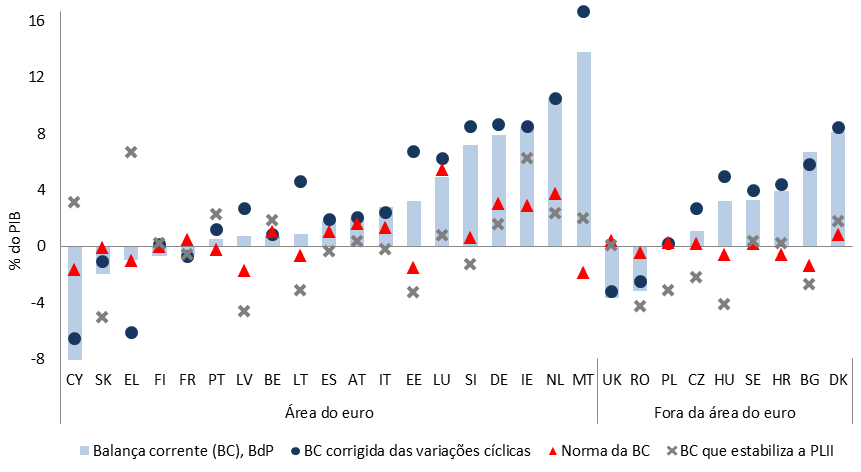 % do PIB
16
12
8
4
0
-4
-8
CY SK EL FI FR PT LV BE LT ES AT IT EE LU SI DE IE NL MT UK RO PL CZ HU SE HR BG DK
Área do euro Fora da área do euro
Balança corrente (BC), BdP BC corrigida das variações cíclicas Norma da BC BC que estabiliza a PLII